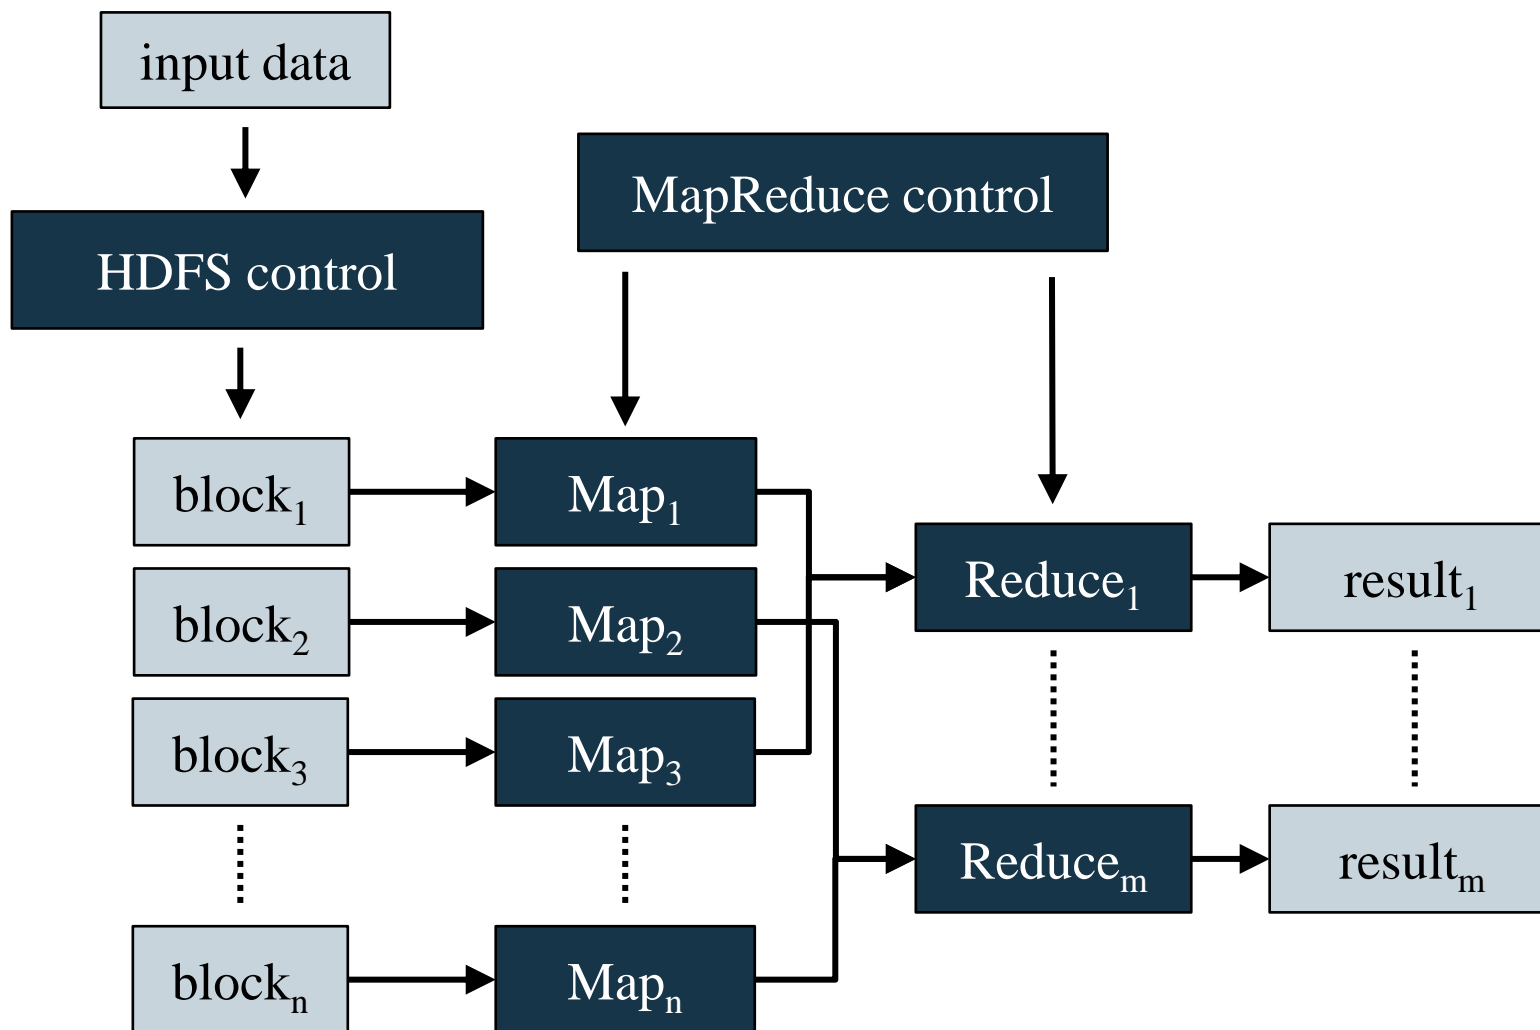 input data
MapReduce control
HDFS control
block₁
Map₁
Reduce₁
result₁
block₂
Map₂
block₃
Map₃
Reduceₘ
resultₘ
blockₙ
Mapₙ